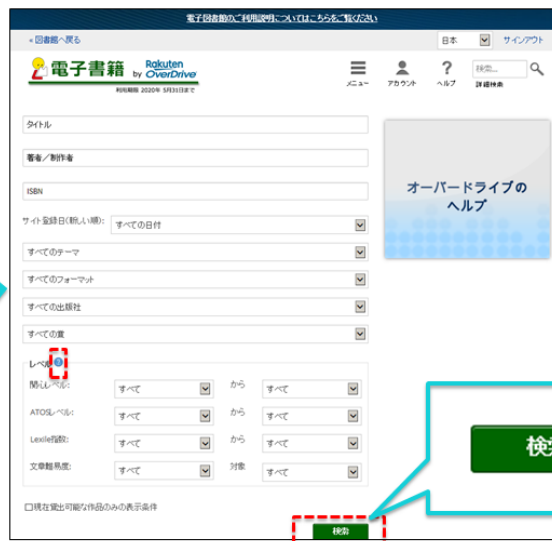 電子図書館のご利用説明についてはこちらをご覧ください
«図書館へ戻る
日本
サインアウト
電子書籍 by Rakuten OverDrive
利用期限 2020年 5月31日まで
メニュー
アカウント
ヘルプ
検索...
詳細検索
タイトル
著者／制作者
ISBN
サイト登録日(新しい順):
すべての日付
すべてのテーマ
すべてのフォーマット
すべての出版社
すべての賞
オーバードライブの
ヘルプ
レベル
関心レベル: すべて から すべて
ATOSレベル: すべて から すべて
Lexile指数: すべて から すべて
文章難易度: すべて 対象 すべて
現在貸出可能な作品のみの表示条件
検索
検